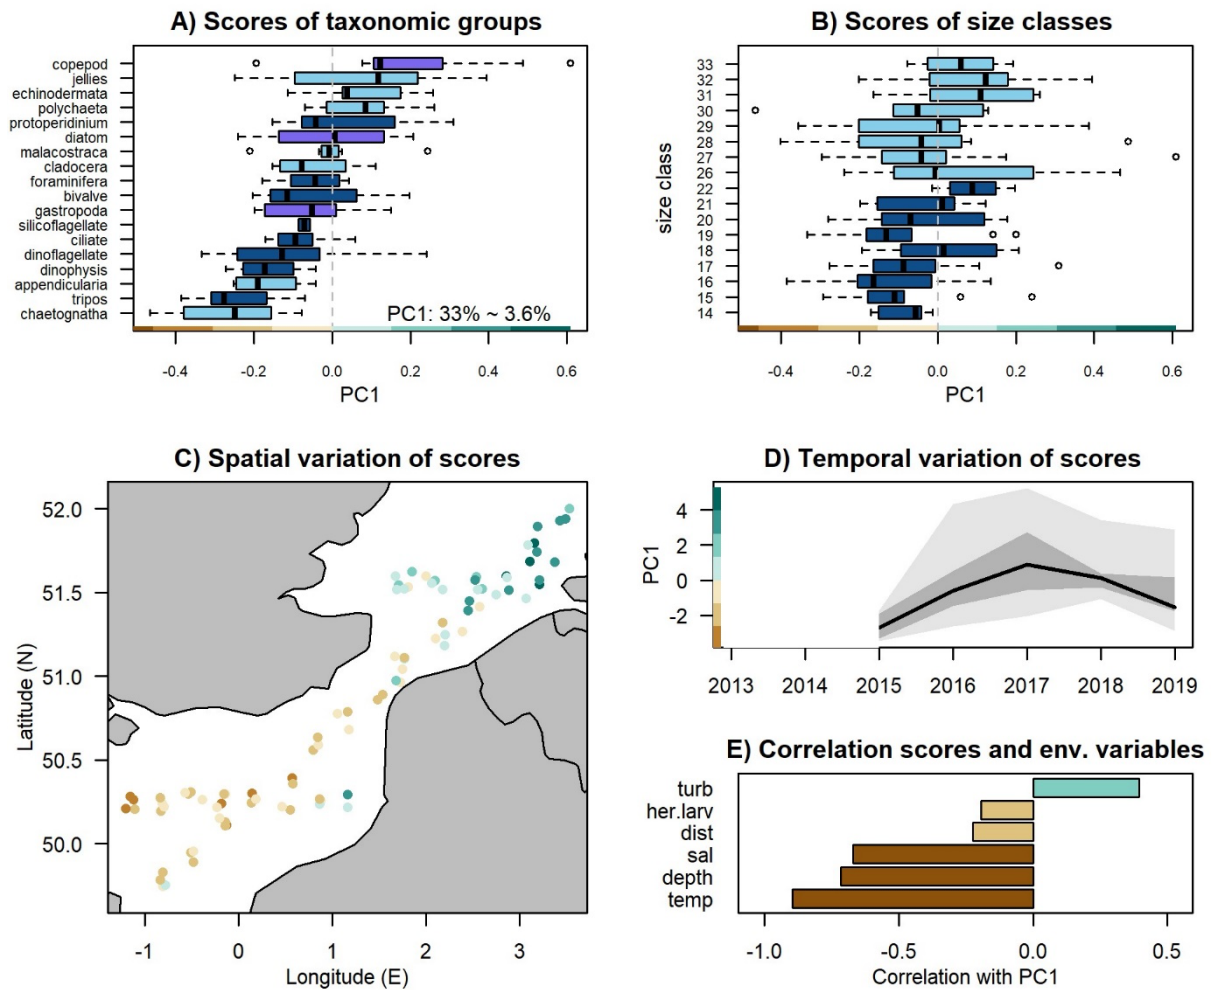 A) Scores of taxonomic groups
copepod
jellies
echinodermata
polychaeta
protoperidinium
diatom
malacostraca
cladocera
foraminifera
bivalve
gastropoda
silicoflagellate
ciliate
dinoflagellate
dinophysis
appendicularia
tripos
chaetognatha
PC1: 33% ~ 3.6%
-0.4 -0.2 0.0 0.2 0.4 0.6
PC1
B) Scores of size classes
size class
33
32
31
30
29
28
27
26
22
21
20
19
18
17
16
15
14
-0.4 -0.2 0.0 0.2 0.4 0.6
PC1
C) Spatial variation of scores
Latitude (N)
52.0
51.5
51.0
50.5
50.0
-1 0 1 2 3
Longitude (E)
D) Temporal variation of scores
PC1
4
2
0
-2
2013 2014 2015 2016 2017 2018 2019
E) Correlation scores and env. variables
turb
her.larv
dist
sal
depth
temp
-1.0 -0.5 0.0 0.5
Correlation with PC1